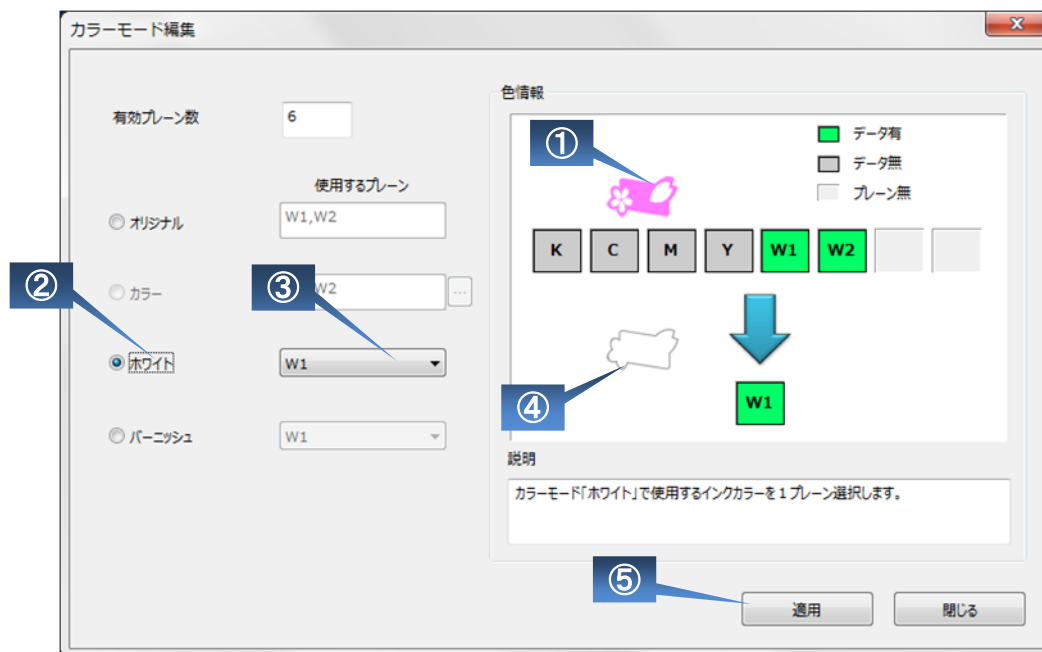 カラーモード編集
有効プレーン数
6
使用するプレーン
オリジナル
W1,W2
②
カラー
③
W2
...
ホワイト
W1
バーニッシュ
W1
色情報
①
データ有
データ無
プレーン無
K C M Y W1 W2
④
W1
説明
カラーモード「ホワイト」で使用するインクカラーを1プレーン選択します。
⑤
適用
閉じる